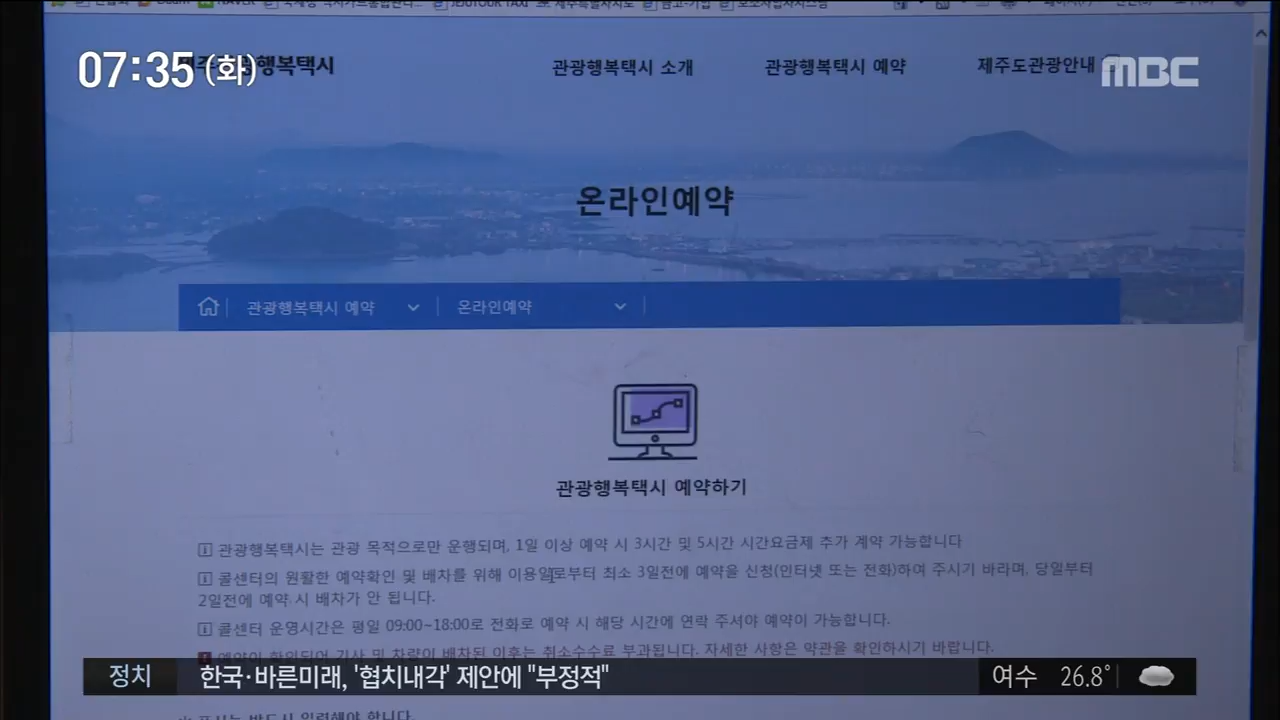 JEJUTOUR TAXI
07:35 (화)
행복택시
관광행복택시 소개
관광행복택시 예약
제주도관광안내
MBC
온라인예약
관광행복택시 예약
온라인예약
관광행복택시 예약하기
관광행복택시는 관광 목적으로만 운행되며, 1일 이상 예약 시 3시간 및 5시간 시간요금제 추가 계약 가능합니다
콜센터의 원활한 예약확인 및 배차를 위해 이용일로부터 최소 3일전에 예약을 신청(인터넷 또는 전화)하여 주시기 바라며, 당일부터
2일전에 예약 시 배차가 안 됩니다.
콜센터 운영시간은 평일 09:00~18:00로 전화로 예약 시 해당 시간에 연락 주셔야 예약이 가능합니다.
예약이 확인되어 기사 및 차량이 배차된 이후는 취소수수료 부과됩니다. 자세한 사항은 약관을 확인하시기 바랍니다.
정치
한국·바른미래, '협치내각' 제안에 "부정적"
여수 26.8°